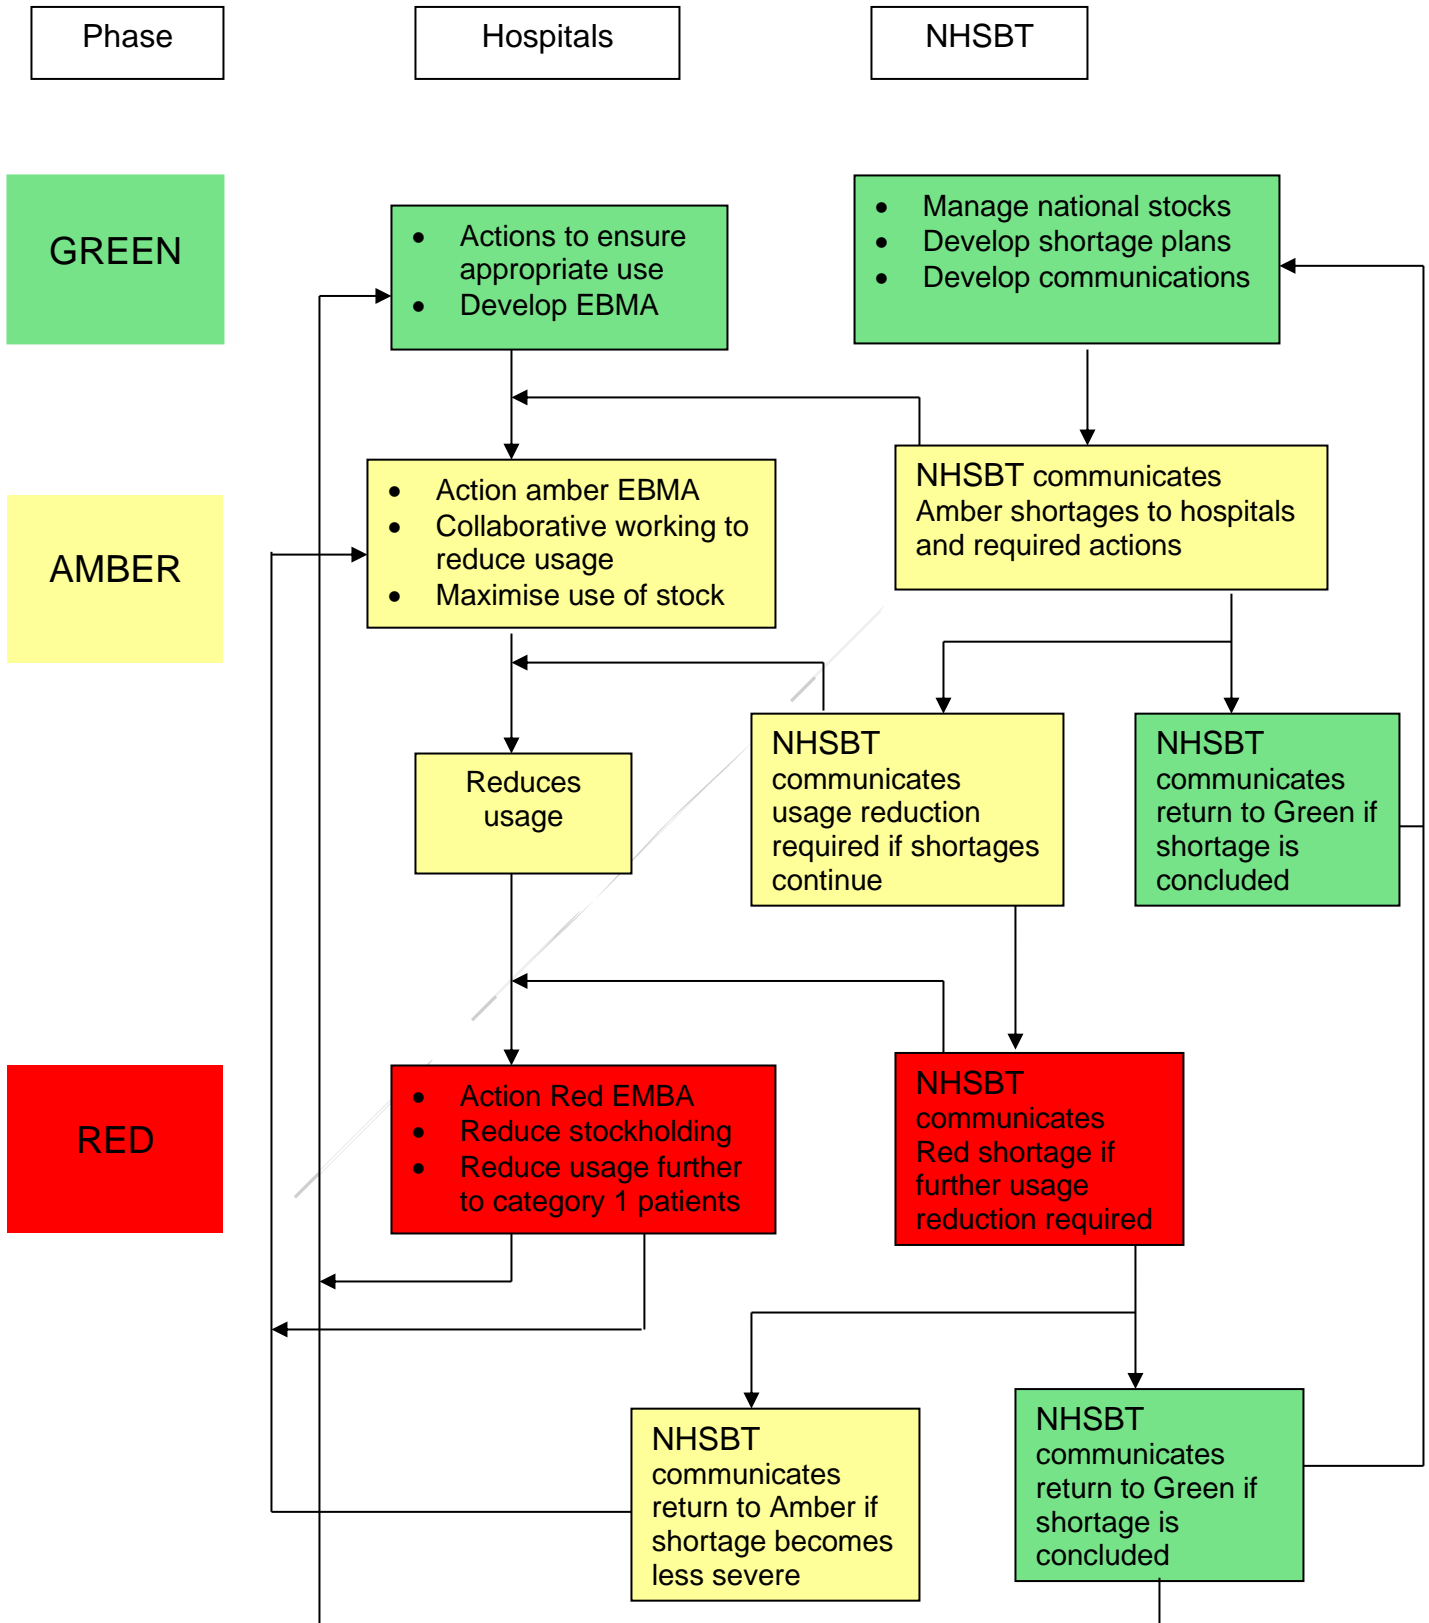 Phase
Hospitals
NHSBT
GREEN
• Actions to ensure
appropriate use
• Develop EBMA
• Manage national stocks
• Develop shortage plans
• Develop communications
AMBER
• Action amber EBMA
• Collaborative working to
reduce usage
• Maximise use of stock
NHSBT communicates
Amber shortages to hospitals
and required actions
Reduces
usage
NHSBT
communicates
usage reduction
required if shortages
continue
NHSBT
communicates
return to Green if
shortage is
concluded
RED
• Action Red EMBA
• Reduce stockholding
• Reduce usage further
to category 1 patients
NHSBT
communicates
Red shortage if
further usage
reduction required
NHSBT
communicates
return to Amber if
shortage becomes
less severe
NHSBT
communicates
return to Green if
shortage is
concluded